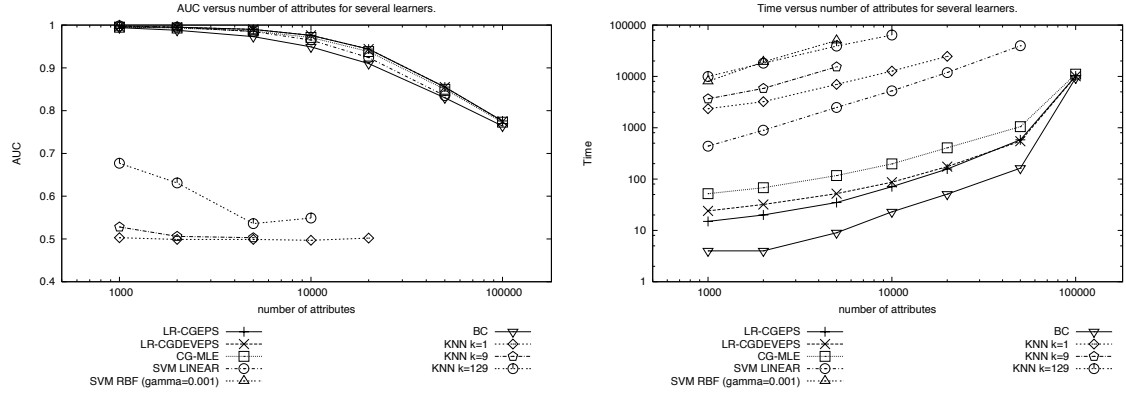 AUC versus number of attributes for several learners.
1
0.9
0.8
0.7
0.6
0.5
0.4
AUC
1000
10000
100000
number of attributes
LR-CGEPS
LR-CGDEVEPS
CG-MLE
SVM LINEAR
SVM RBF (gamma=0.001)
BC
KNN k=1
KNN k=9
KNN k=129
Time versus number of attributes for several learners.
100000
10000
1000
100
10
1
Time
1000
10000
100000
number of attributes
LR-CGEPS
LR-CGDEVEPS
CG-MLE
SVM LINEAR
SVM RBF (gamma=0.001)
BC
KNN k=1
KNN k=9
KNN k=129